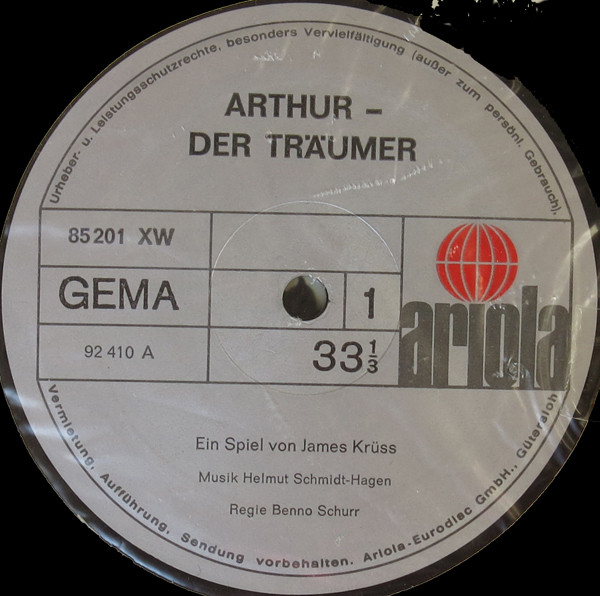 Urheber- u. Leistungsschutzrechte, besonders Vervielfältigung (außer zum persönl. Gebrauch),
ARTHUR –
DER TRÄUMER
85 201 XW
GEMA
1
ariola
92 410 A
33 1/3
Ein Spiel von James Krüss
Musik Helmut Schmidt-Hagen
Regie Benno Schurr
Vermietung, Aufführung, Sendung vorbehalten. Ariola-Eurodisc GmbH., Gütersloh